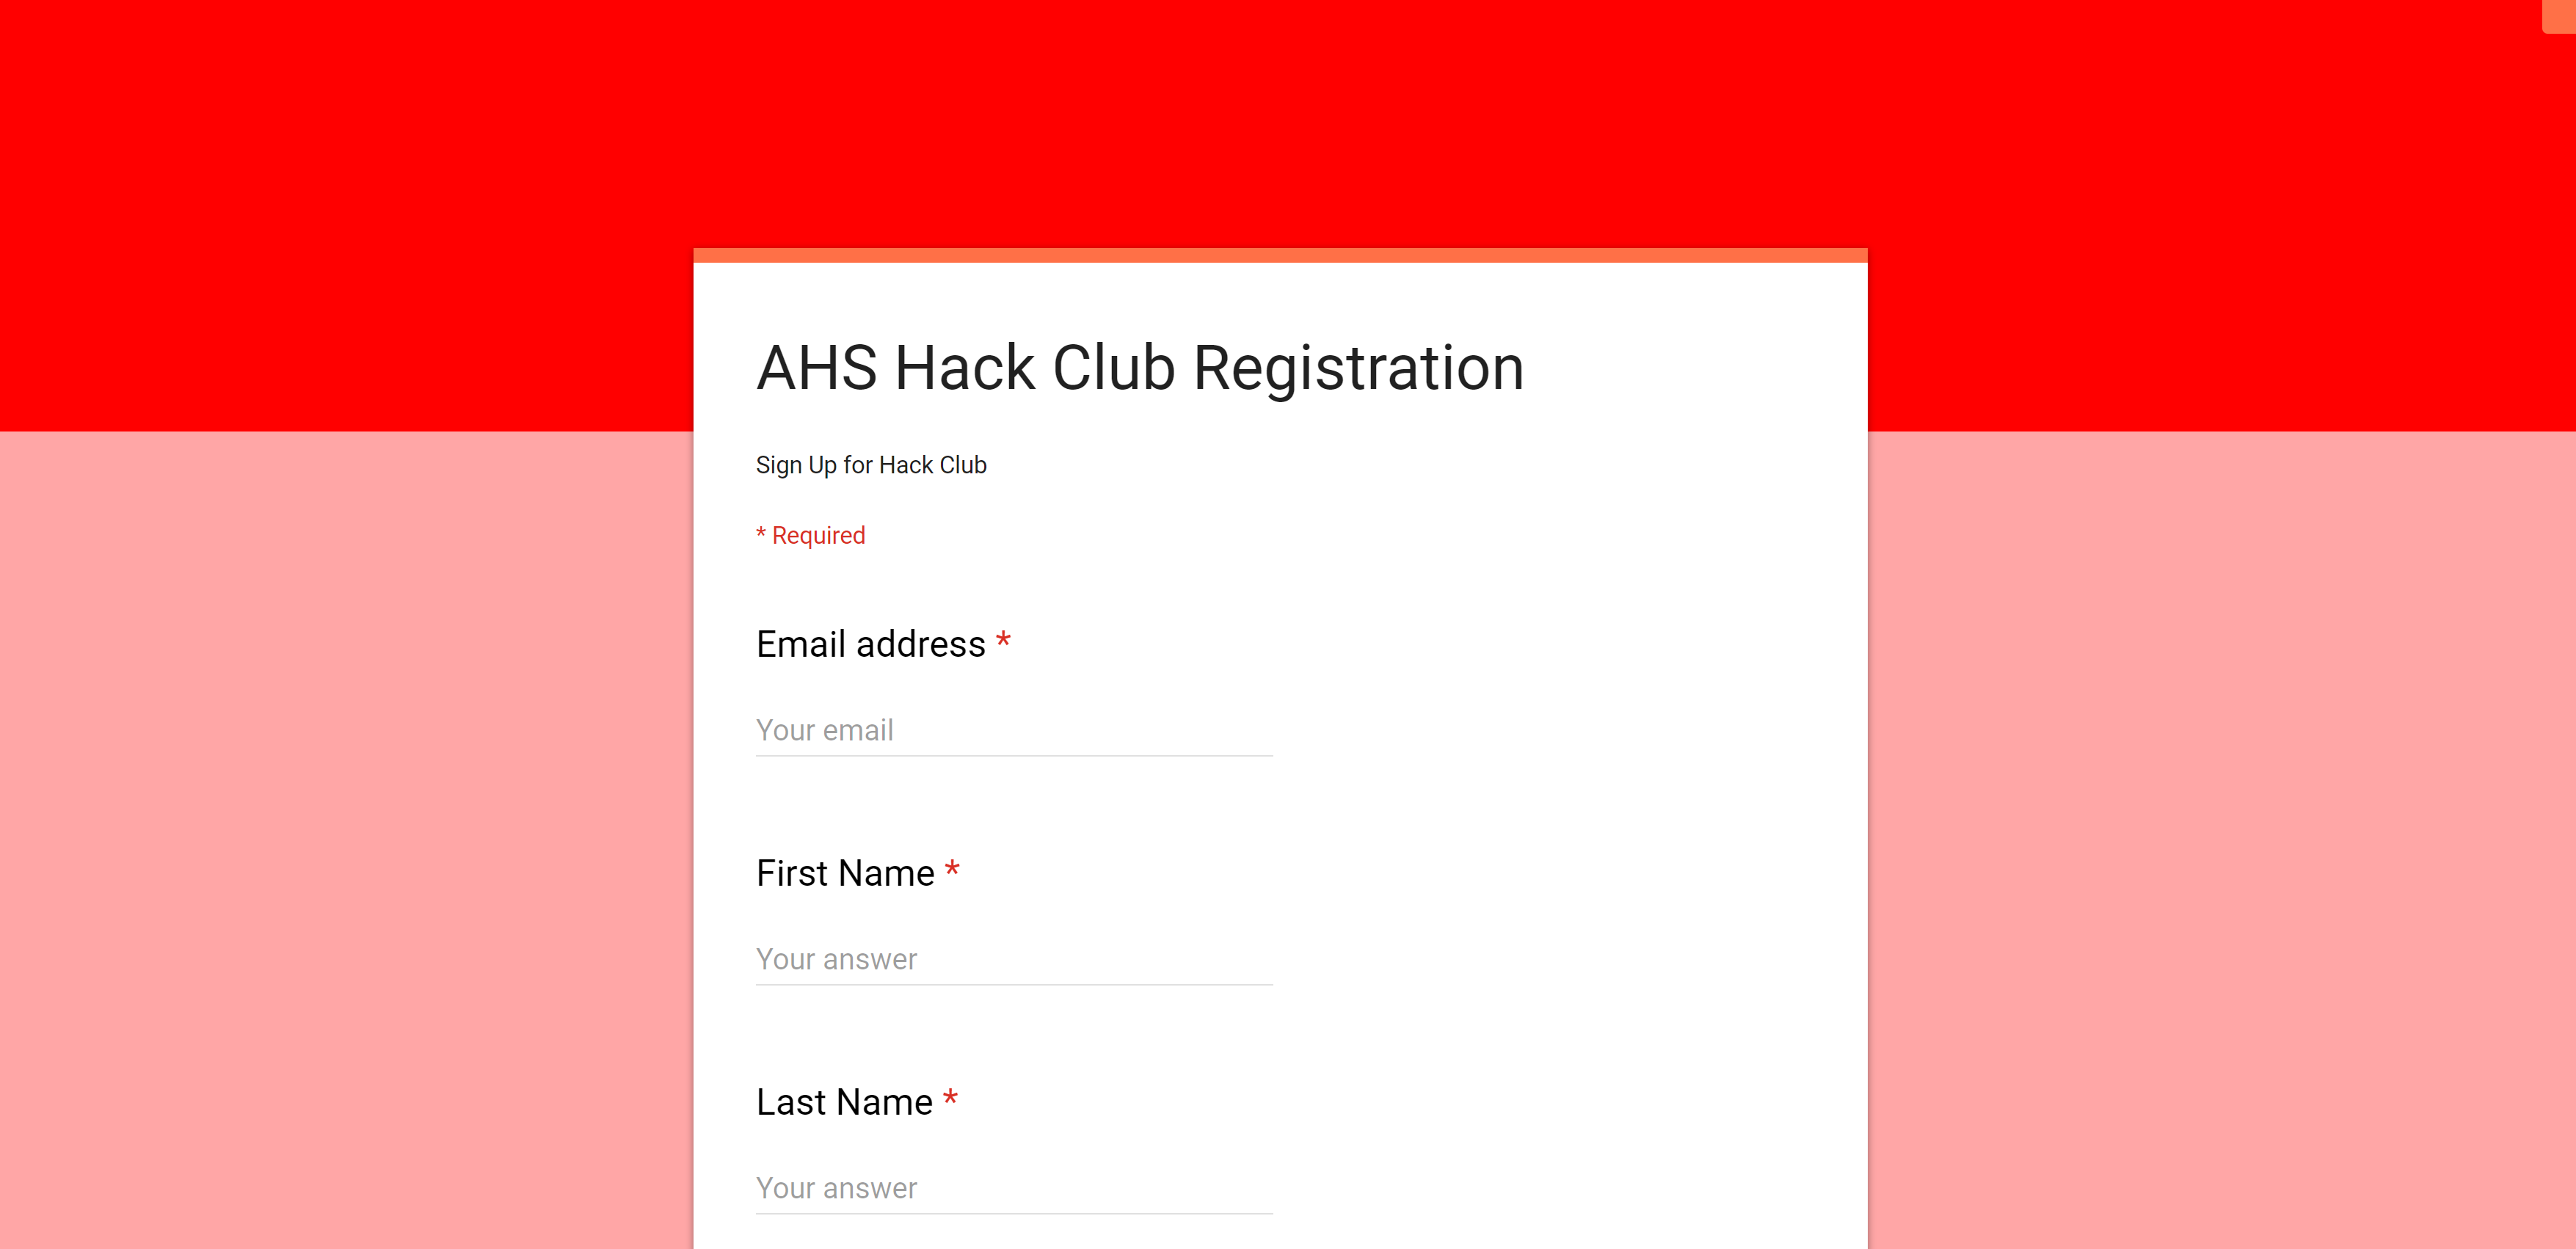 AHS Hack Club Registration
Sign Up for Hack Club
* Required
Email address *
Your email
First Name *
Your answer
Last Name *
Your answer